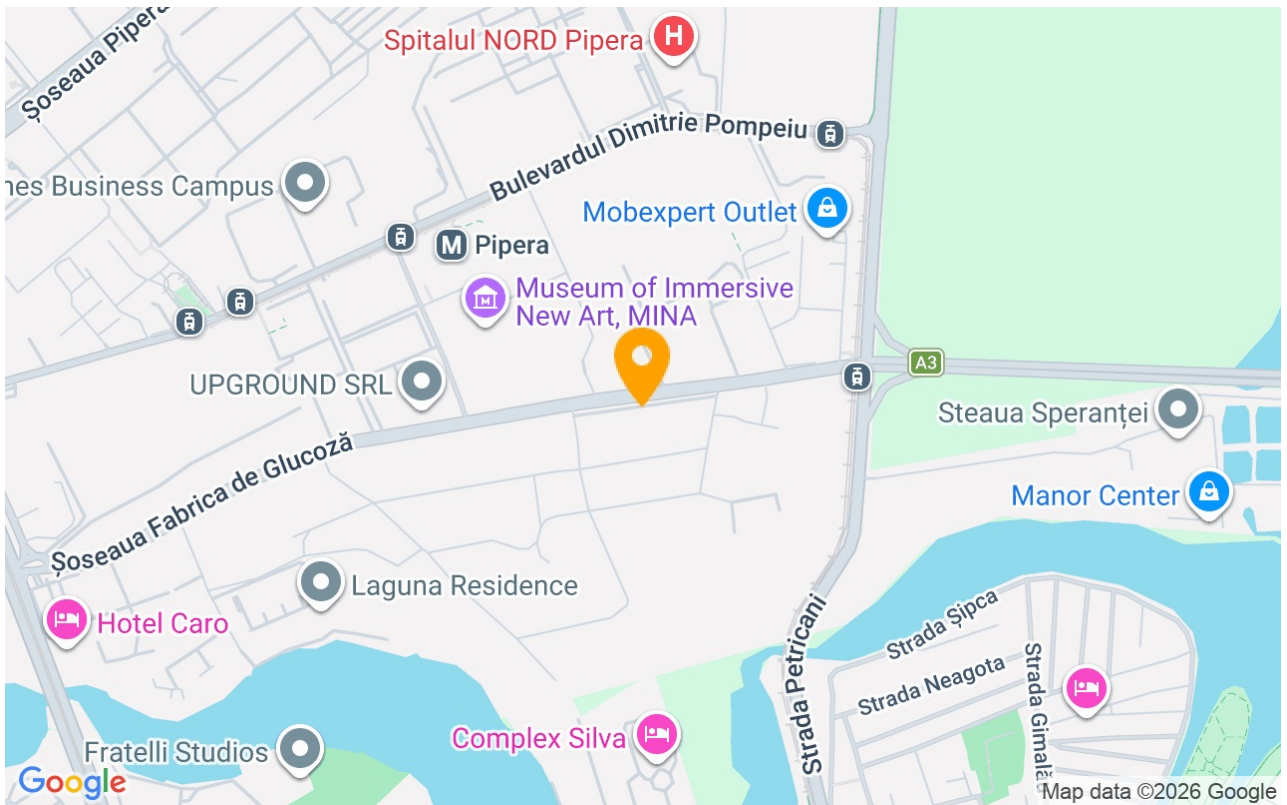 Șoseaua Pipera
Spitalul NORD Pipera
H
Bulevardul Dimitrie Pompeiu
nes Business Campus
Mobexpert Outlet
M Pipera
Museum of Immersive
New Art, MINA
A3
UPGROUND SRL
Steaua Speranței
Șoseaua Fabrica de Glucoză
Manor Center
Laguna Residence
Hotel Caro
Strada Petricani
Strada Șipca
Strada Neagota
Strada Gimală
Complex Silva
Fratelli Studios
Google
Map data ©2026 Google